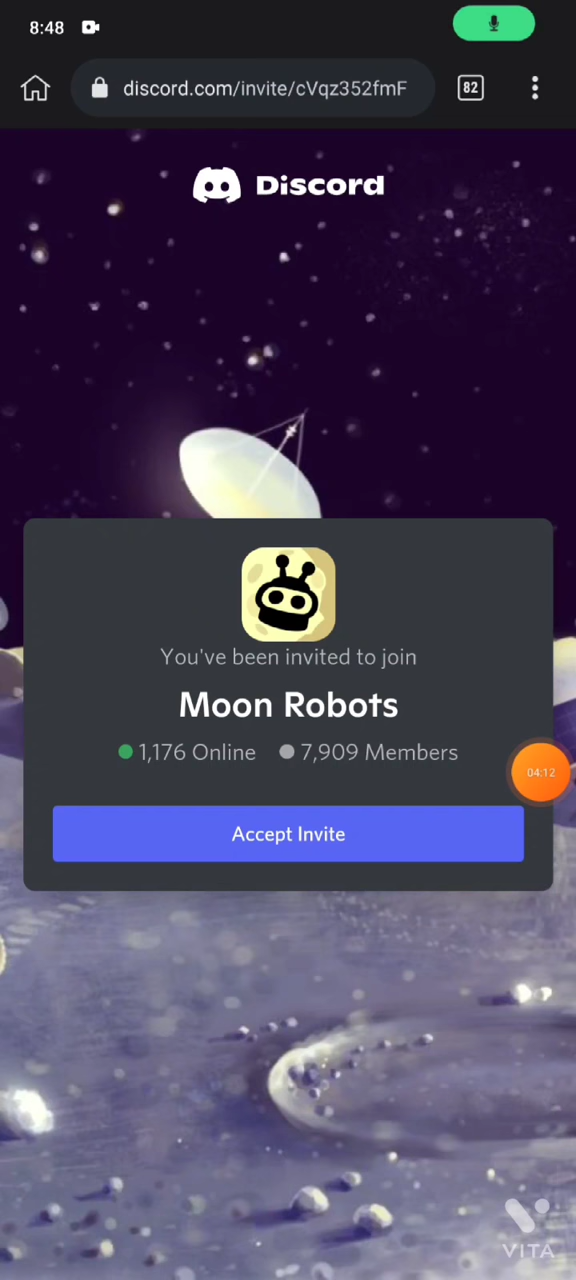 8:48
discord.com/invite/cVqz352fmF
82
Discord
You've been invited to join
Moon Robots
1,176 Online 7,909 Members
04:12
Accept Invite
VITA